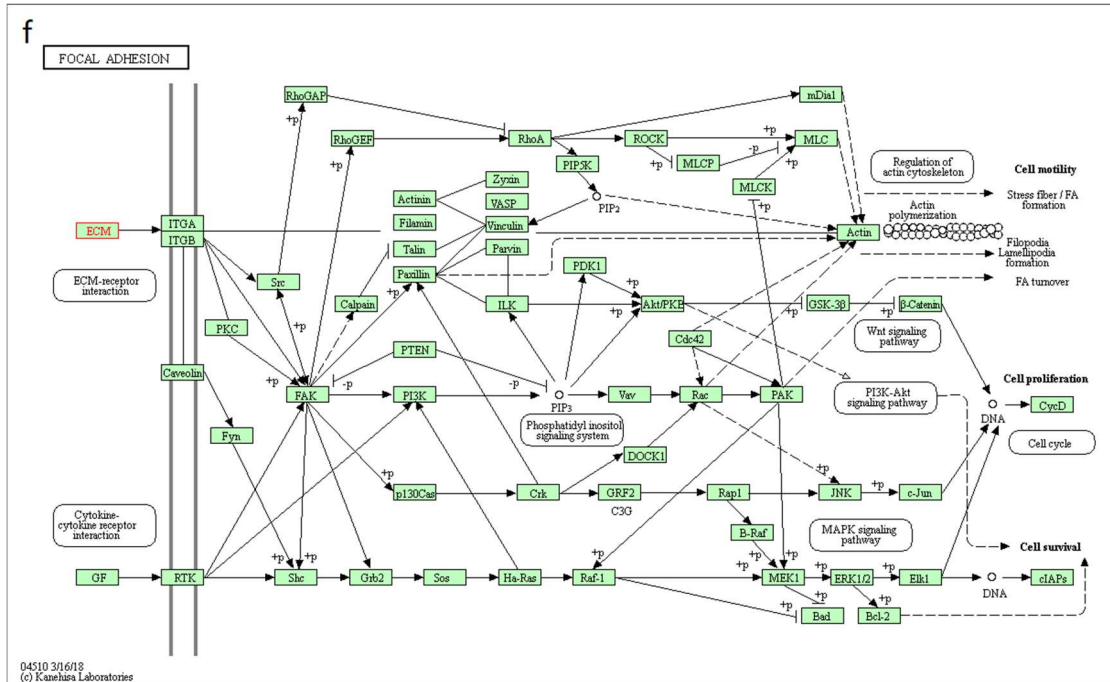 f
FOCAL ADHESION
RhoGAP
mDia1
+p
RhoGEF
RhoA
ROCK
+p
MLC
+p
-p
+p
MLCP
PIP5K
MLCK
Regulation of
actin cytoskeleton
Cell motility
Zyxin
Actinin
VASP
PIP2
+p
Stress fiber / FA
formation
Filamin
Vinculin
Actin
polymerization
ECM
ITGA
ITGB
Actin
Talin
Parvin
Filopodia
Lamellipodia
formation
Paxillin
PDK1
ECM-receptor
interaction
Src
FA turnover
Calpain
+p
ILK
+p
Akt/PKB
+p
GSK-3β
+p
β-Catenin
+p
+p
+p
PKC
Cdc42
Wnt signaling
pathway
PTEN
Caveolin
+p
-p
-p
Cell proliferation
FAK
PI3K
PIP3
Vav
Rac
PAK
PI3K-Akt
signaling pathway
DNA
CycD
Fyn
Phosphatidyl inositol
signaling system
Cell cycle
DOCK1
+p
p130Cas
Crk
GRF2
Rap1
JNK
+p
c-Jun
C3G
Cytokine-
cytokine receptor
interaction
B-Raf
MAPK signaling
pathway
+p
+p
+p
+p
+p
+p
+p
+p
Cell survival
GF
RTK
Shc
Grb2
Sos
Ha-Ras
Raf-1
MEK1
ERK1/2
Elk1
DNA
cIAPs
+p
+p
+p
Bad
Bcl-2
04510 3/16/18
(c) Kanehisa Laboratories